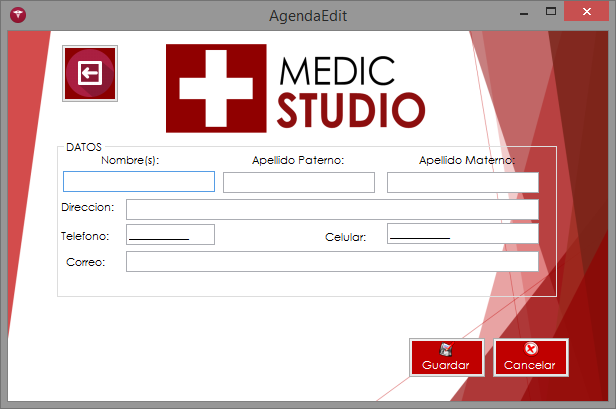 AgendaEdit
MEDIC
STUDIO
DATOS
Nombre(s):
Apellido Paterno:
Apellido Materno:
Direccion:
Telefono:
Celular:
Correo:
Guardar
Cancelar